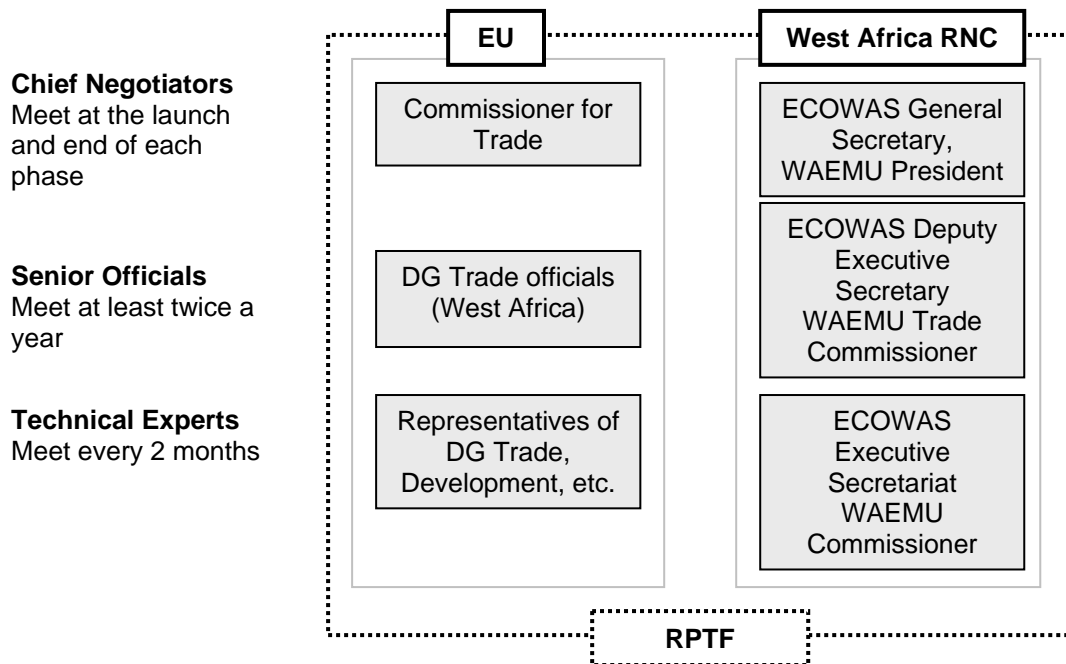 EU
West Africa RNC
Chief Negotiators
Meet at the launch
and end of each
phase
Commissioner for
Trade
ECOWAS General
Secretary,
WAEMU President
Senior Officials
Meet at least twice a
year
DG Trade officials
(West Africa)
ECOWAS Deputy
Executive
Secretary
WAEMU Trade
Commissioner
Technical Experts
Meet every 2 months
Representatives of
DG Trade,
Development, etc.
ECOWAS
Executive
Secretariat
WAEMU
Commissioner
RPTF